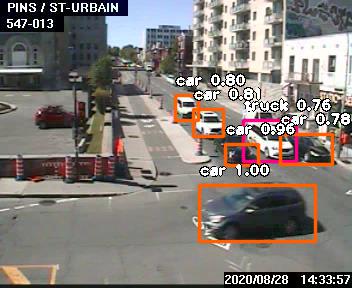 PINS / ST-URBAIN
547-013
car 0.80
car 0.81
truck 0.76
car 0.78
car 0.96
car 1.00
2020/08/28 14:33:57